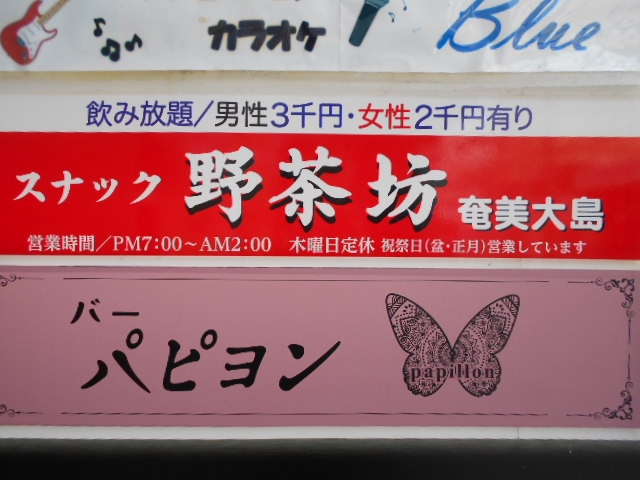 カラオケ
Blue
飲み放題/男性3千円・女性2千円有り
スナック 野茶坊 奄美大島
営業時間/PM7:00～AM2:00 木曜日定休 祝祭日(盆・正月)営業しています
バー
パピヨン
papillon